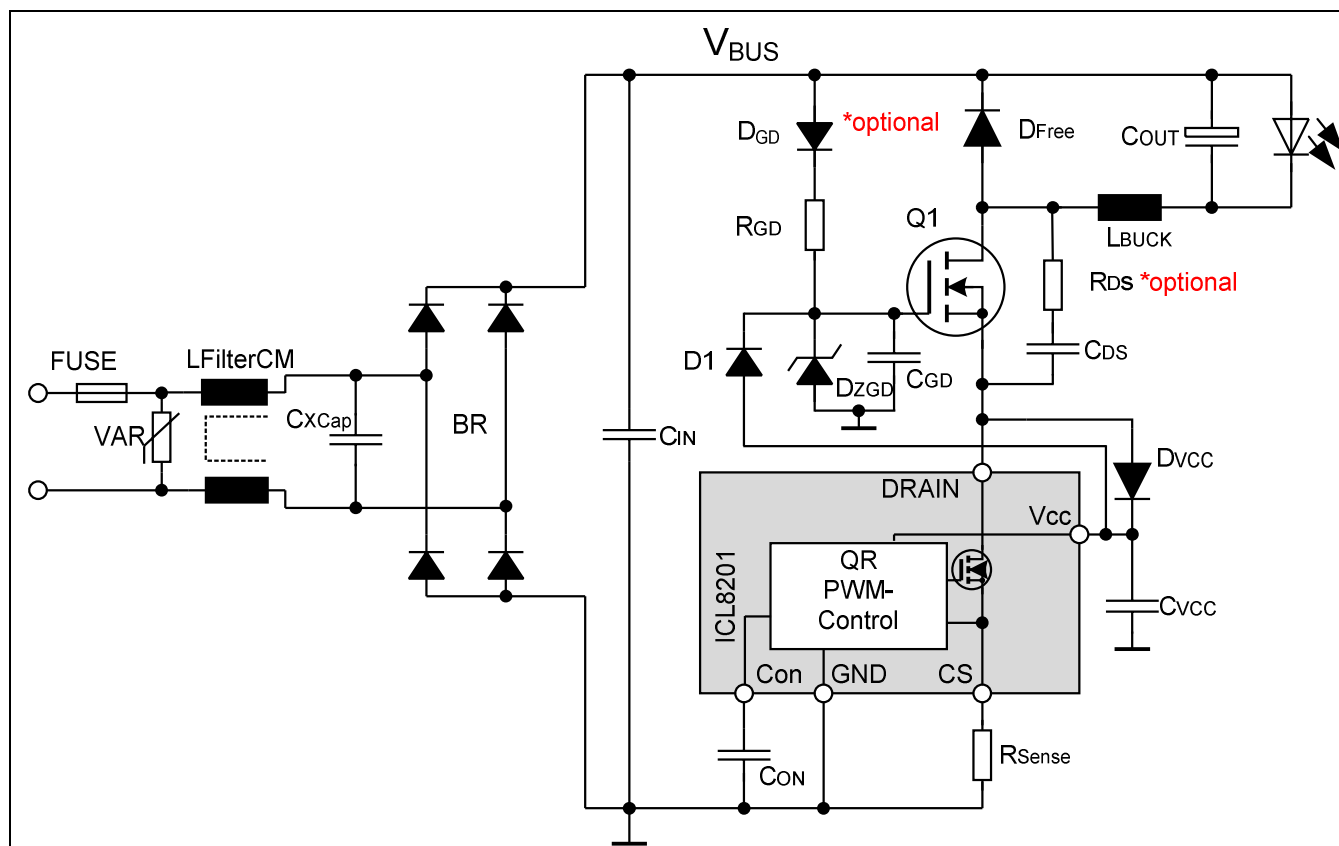 VBUS
DGD
*optional
DFree
COUT
RGD
Q1
LBUCK
RDS *optional
FUSE
LFilterCM
D1
DZGD
CGD
CDS
VAR
CXCap
BR
CIN
DRAIN
DVCC
Vcc
QR
PWM-
Control
ICL8201
CVCC
Con
GND
CS
CON
RSense